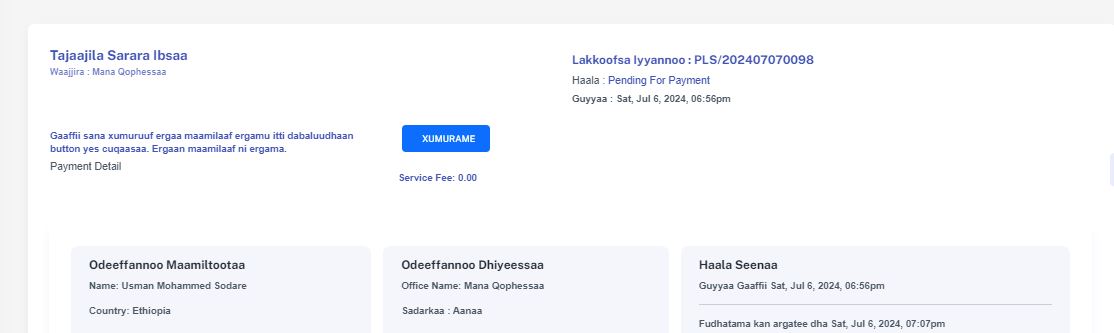 Tajaajila Sarara Ibsaa
Waajjira : Mana Qophessaa
Lakkoofsa Iyyannoo : PLS/202407070098
Haala : Pending For Payment
Guyyaa : Sat, Jul 6, 2024, 06:56pm
Gaaffii sana xumuruuf ergaa maamilaaf ergamu itti dabaluudhaan
button yes cuqaasaa. Ergaan maamilaaf ni ergama.
XUMURAME
Payment Detail
Service Fee: 0.00
Odeeffannoo Maamiltootaa
Name: Usman Mohammed Sodare
Country: Ethiopia
Odeeffannoo Dhiyeessaa
Office Name: Mana Qophessaa
Sadarkaa : Aanaa
Haala Seenaa
Guyyaa Gaaffii Sat, Jul 6, 2024, 06:56pm
Fudhatama kan argatee dha Sat, Jul 6, 2024, 07:07pm